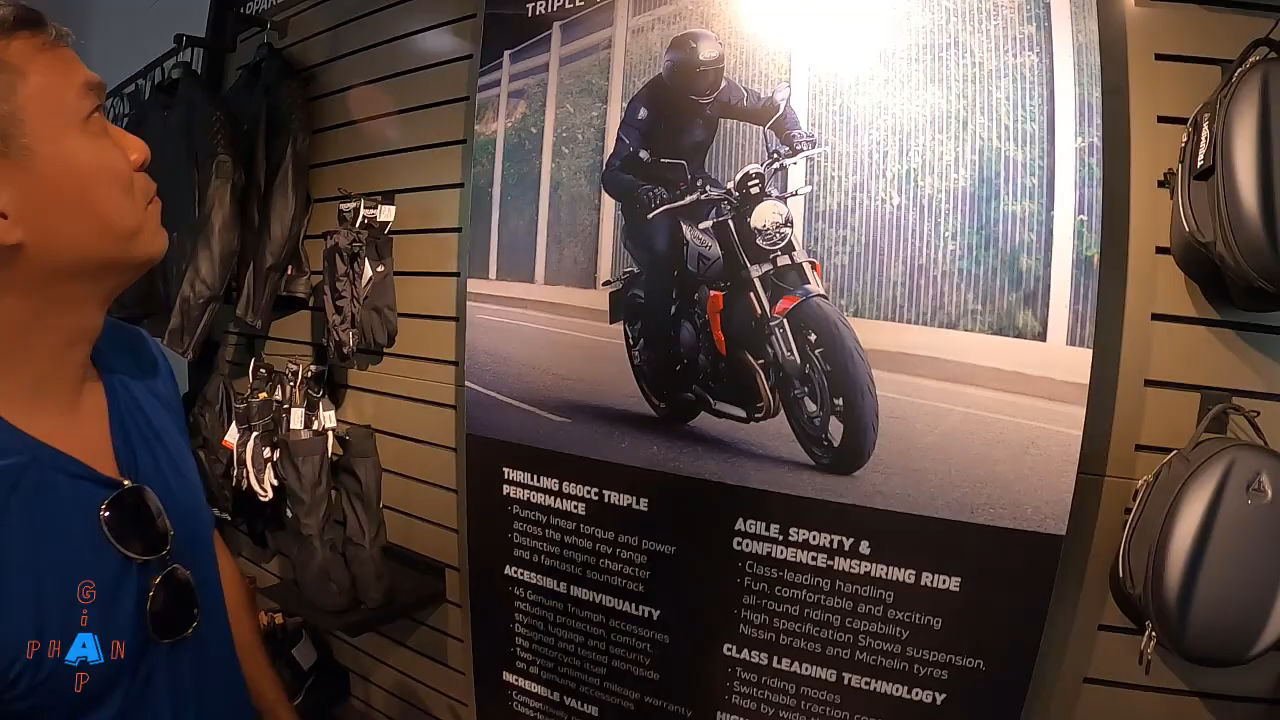 APPARE
TRIPLE
TRIUMPH
THRILLING 660CC TRIPLE
PERFORMANCE
· Punchy linear torque and power
across the whole rev range
· Distinctive engine character
and a fantastic soundtrack
ACCESSIBLE INDIVIDUALITY
· 45 Genuine Triumph accessories
including protection, comfort,
styling, luggage and security
· Designed and tested alongside
the motorcycle itself
· Two-year unlimited mileage warranty
on all genuine accessories
INCREDIBLE VALUE
AGILE, SPORTY &
CONFIDENCE-INSPIRING RIDE
· Class-leading handling
· Fun, comfortable and exciting
all-round riding capability
· High specification Showa suspension,
Nissin brakes and Michelin tyres
CLASS LEADING TECHNOLOGY
· Two riding modes
· Switchable traction
· Ride by wire
G
i
PHAN
P